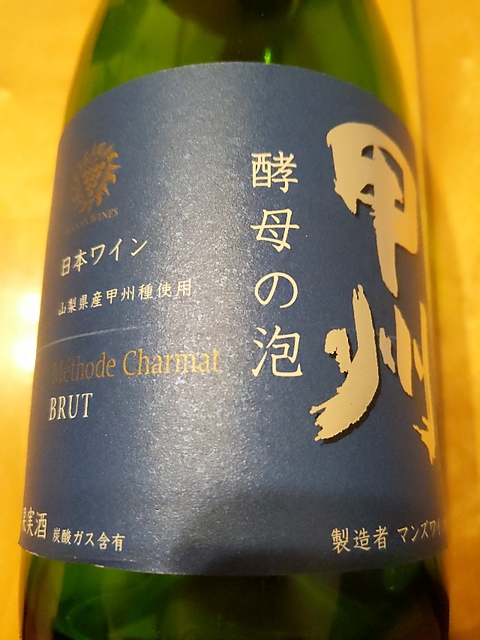 甲州
酵母の泡
MANNS WINES
日本ワイン
山梨県産甲州種使用
Méthode Charmat
BRUT
果実酒 炭酸ガス含有
製造者 マンズワイ